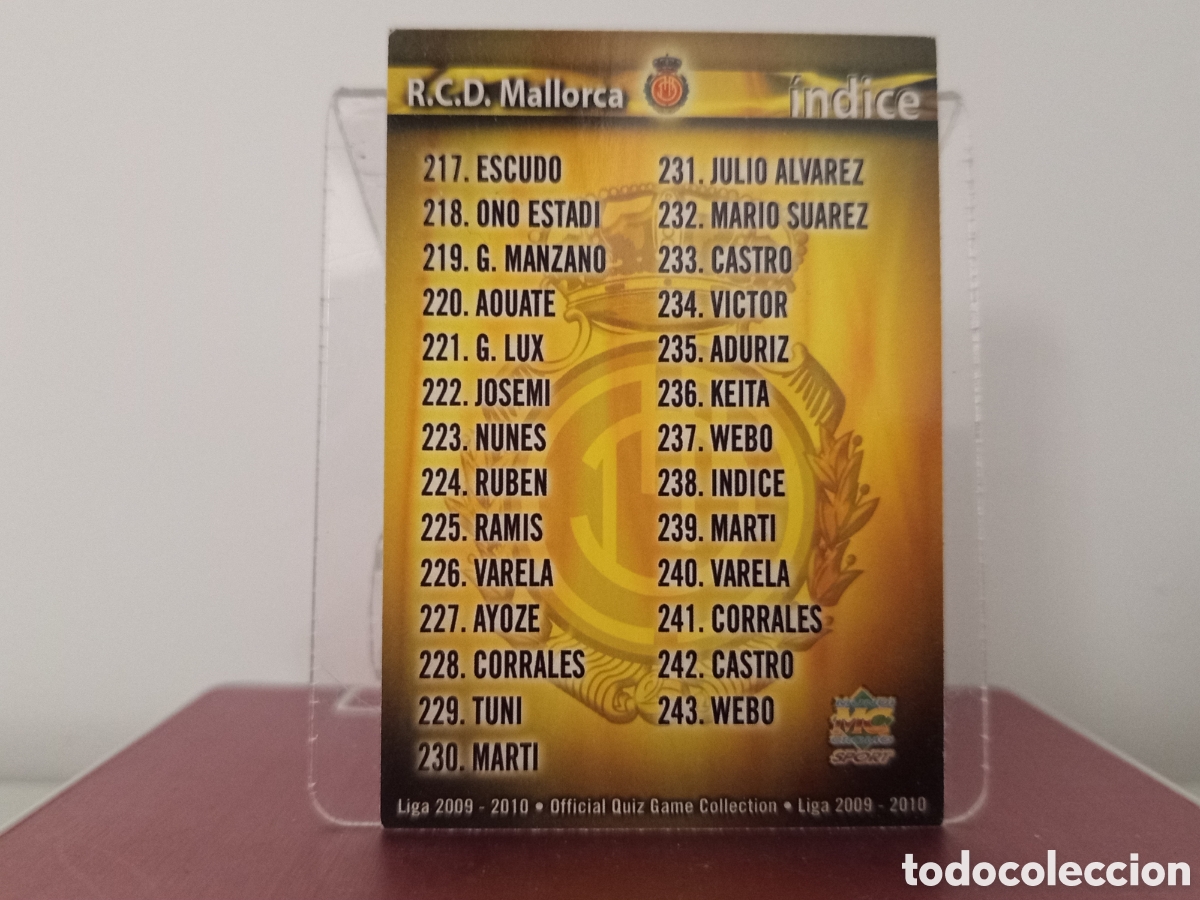 R.C.D. Mallorca
índice
217. ESCUDO
218. ONO ESTADI
219. G. MANZANO
220. AOUATE
221. G. LUX
222. JOSEMI
223. NUNES
224. RUBEN
225. RAMIS
226. VARELA
227. AYOZE
228. CORRALES
229. TUNI
230. MARTI
231. JULIO ALVAREZ
232. MARIO SUAREZ
233. CASTRO
234. VICTOR
235. ADURIZ
236. KEITA
237. WEBO
238. INDICE
239. MARTI
240. VARELA
241. CORRALES
242. CASTRO
243. WEBO
SPORT
Liga 2009 - 2010 • Official Quiz Game Collection • Liga 2009 - 2010
todocoleccion